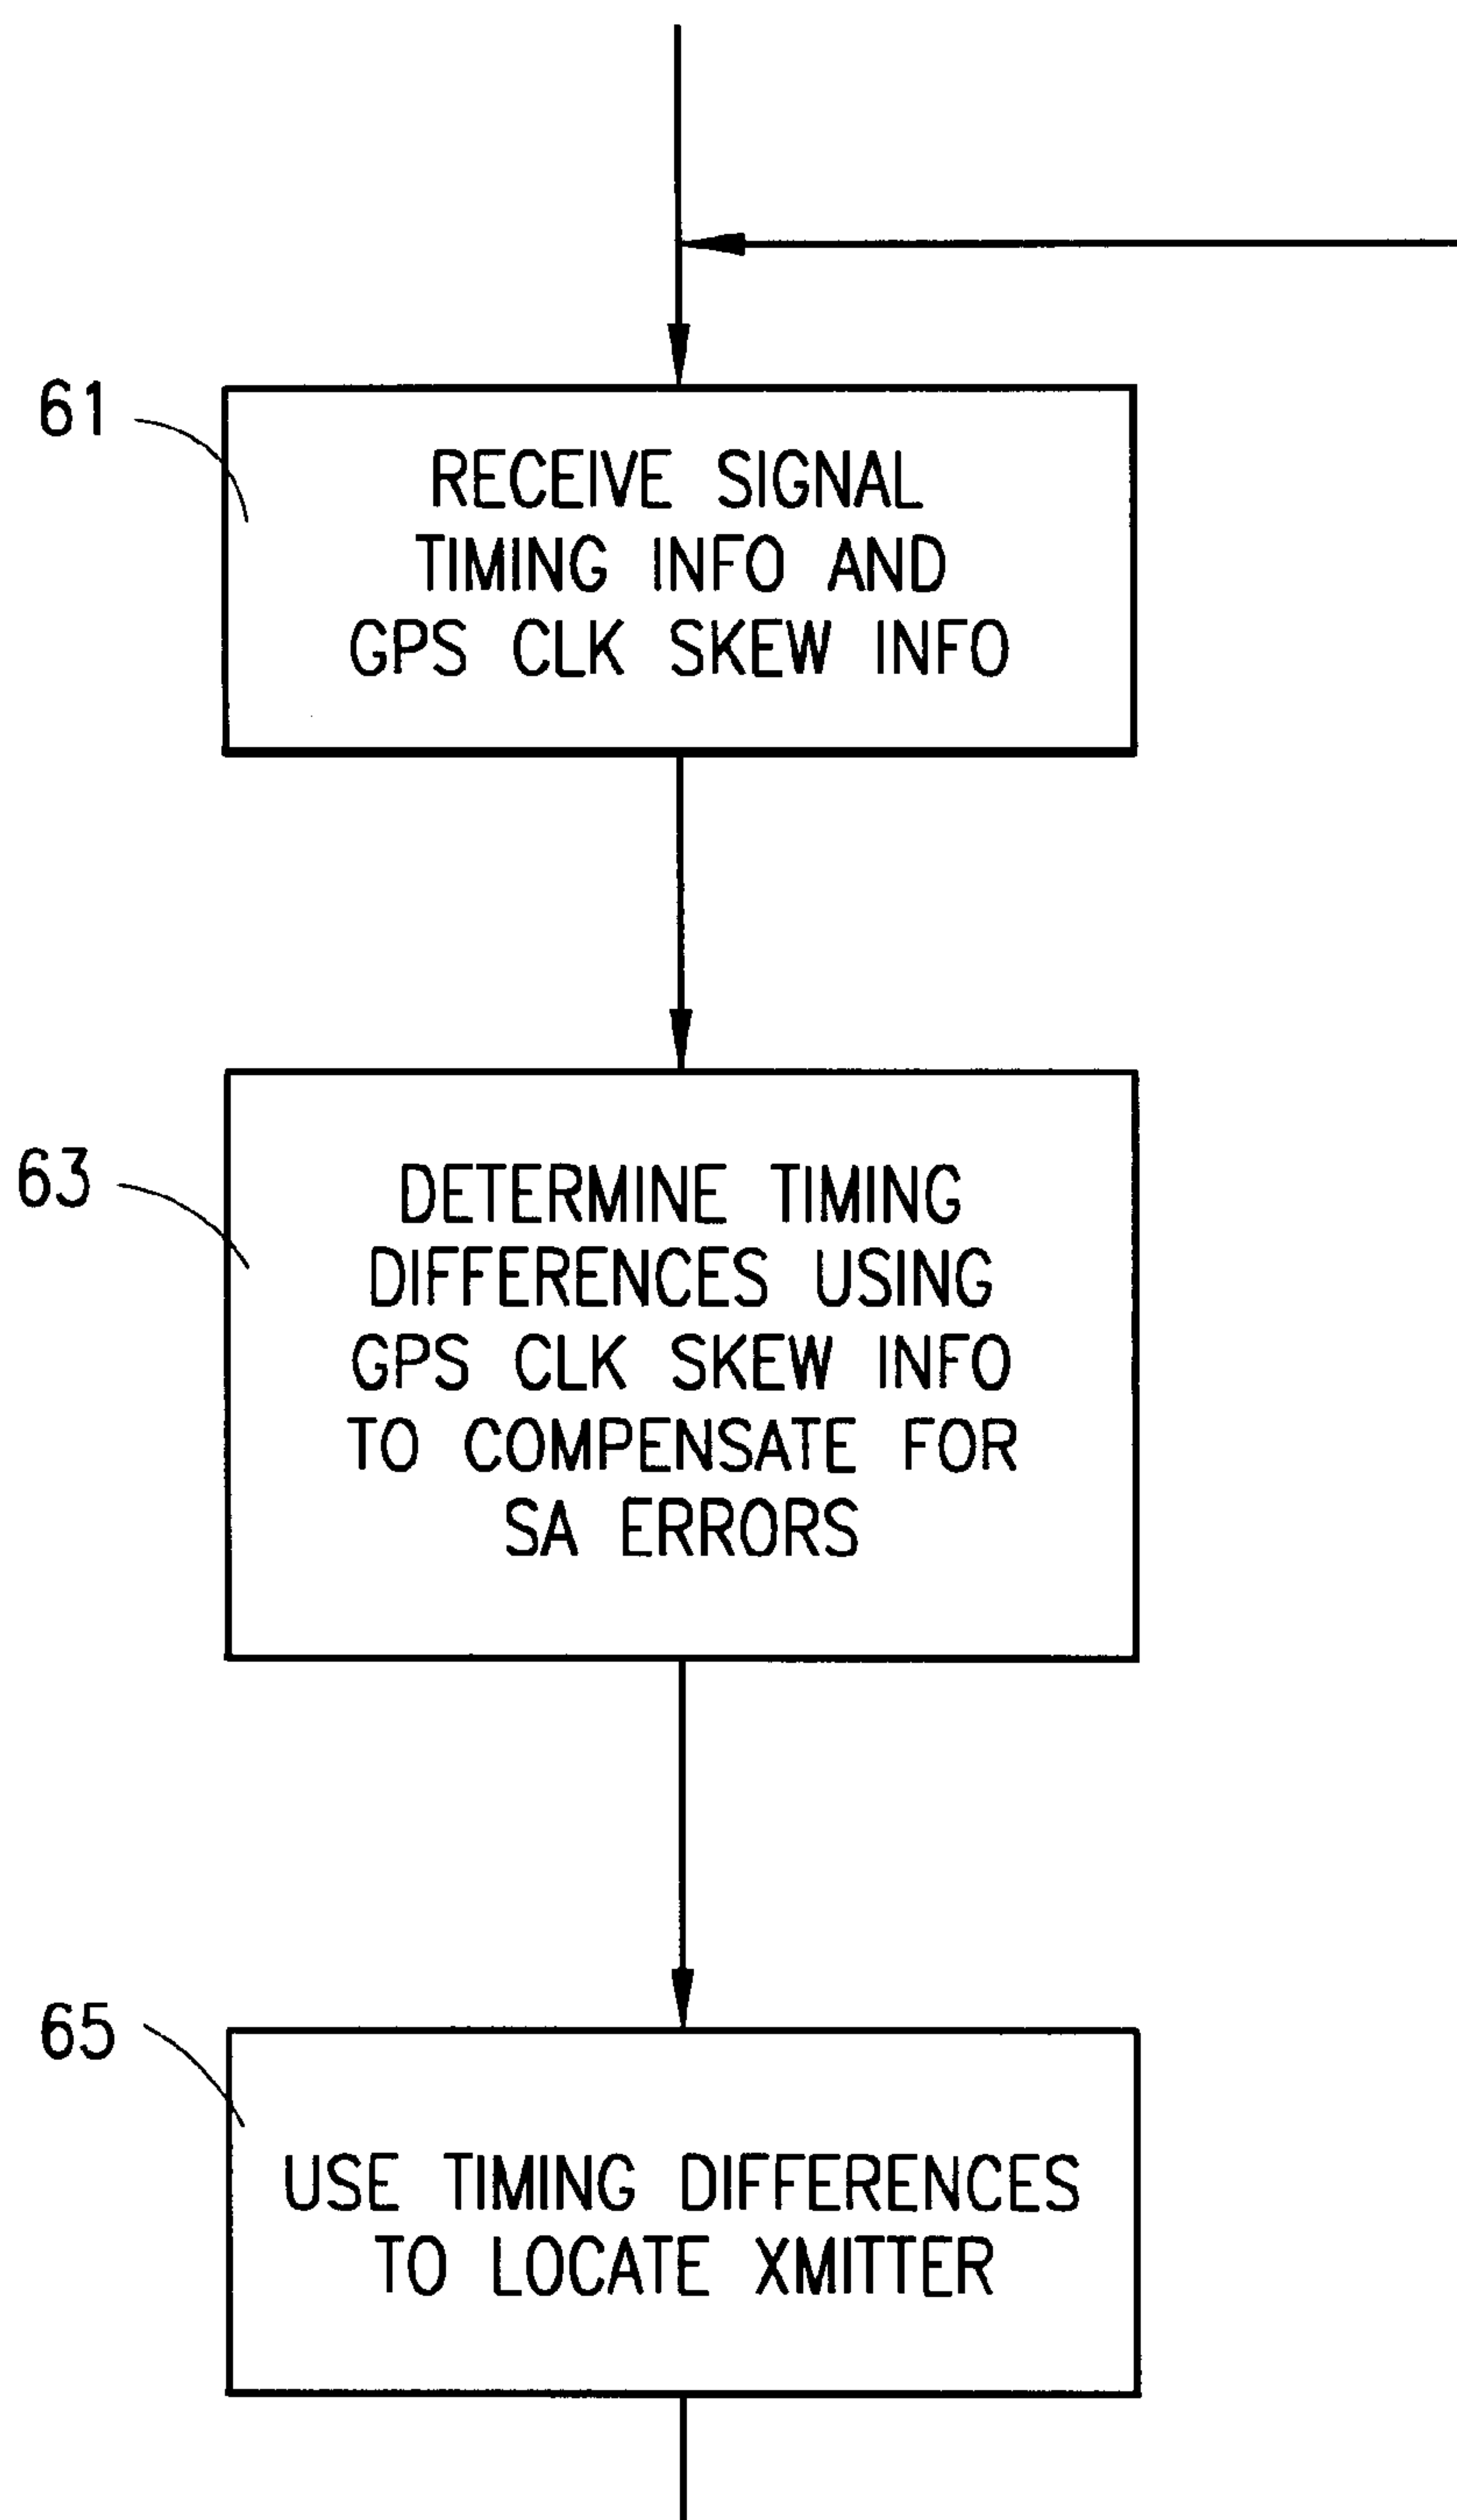 61
RECEIVE SIGNAL
TIMING INFO AND
GPS CLK SKEW INFO
63
DETERMINE TIMING
DIFFERENCES USING
GPS CLK SKEW INFO
TO COMPENSATE FOR
SA ERRORS
65
USE TIMING DIFFERENCES
TO LOCATE XMITTER